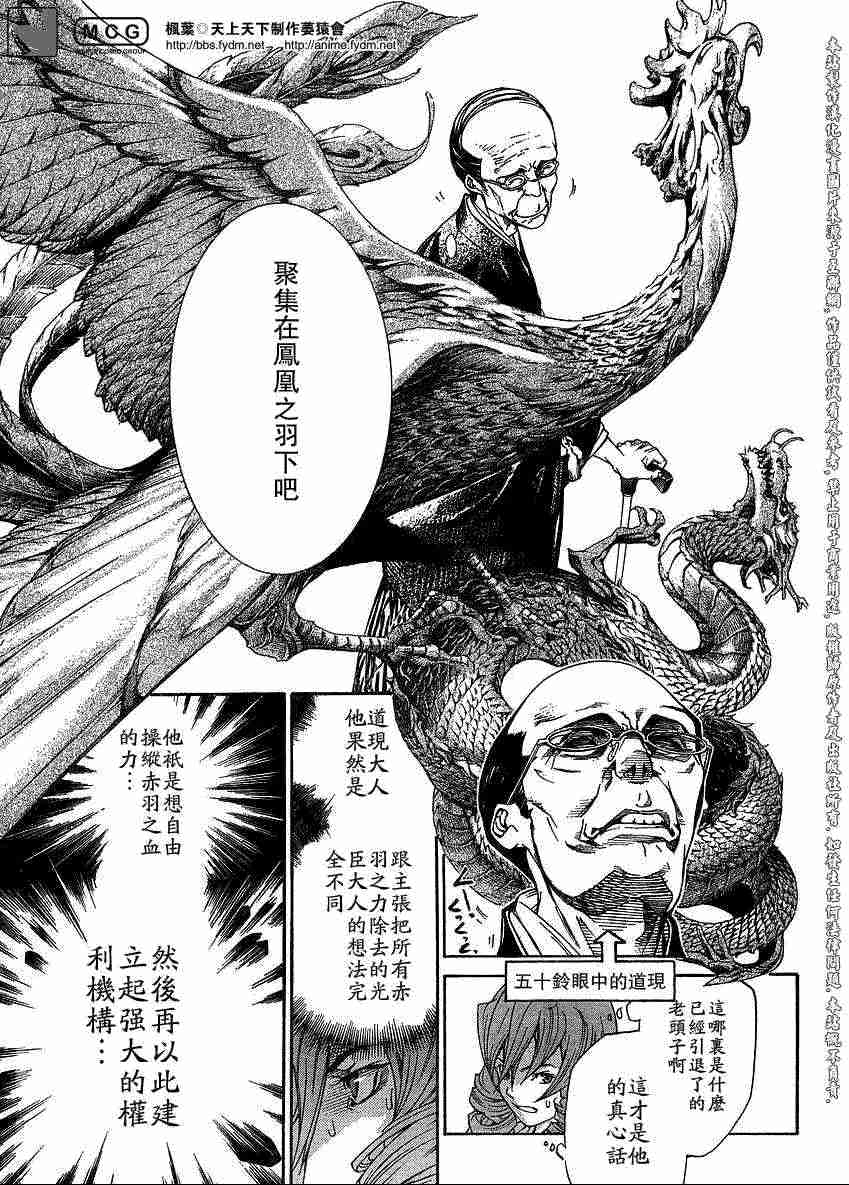 MCG
楓葉◎天上天下制作蒌猿會
http://bbs.fydm.net http://anime.fydm.net
聚集在鳳凰之羽下吧
五十鈴眼中的道現
這哪裏是什麼
已經引退了的
老頭子啊
這才是他
的真心話
道現大人
他果然是
跟主張把所有赤
羽之力除去的光
臣大人的想法完
全不同
他衹是想自由
操縱赤羽之血
的力…
然後再以此建
立起强大的權
利機構…